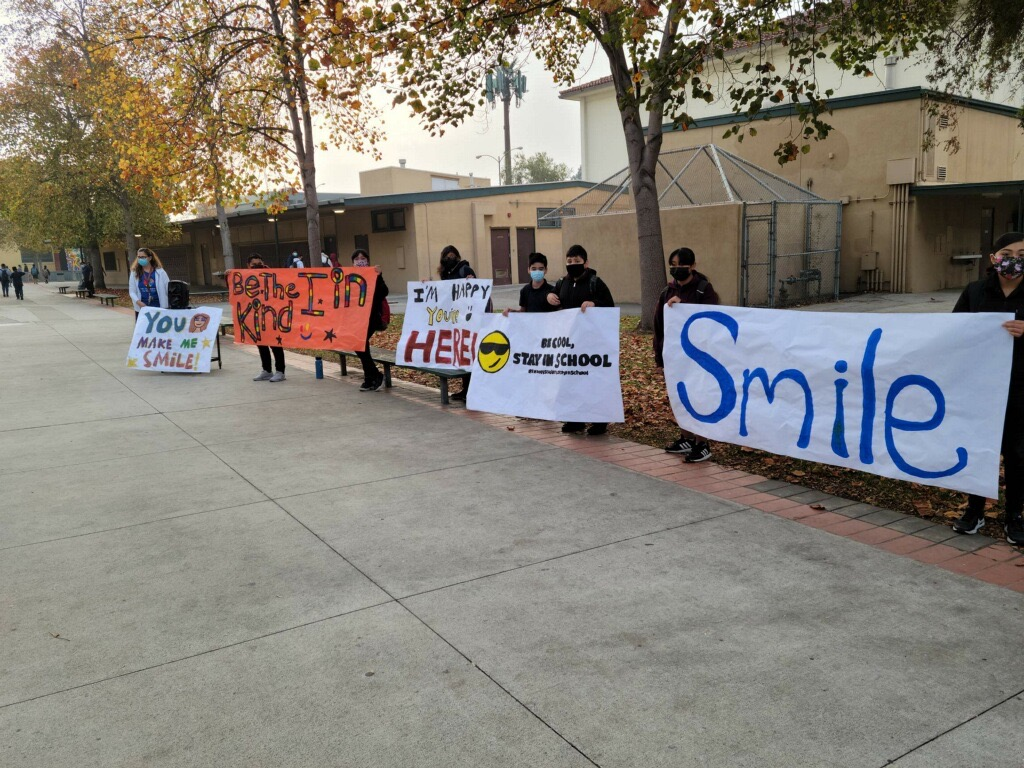 YOU
MAKE ME
SMILE!
Be The I in
Kind
I'M HAPPY
You're
HERE!
BE COOL,
STAY IN SCHOOL
Smile